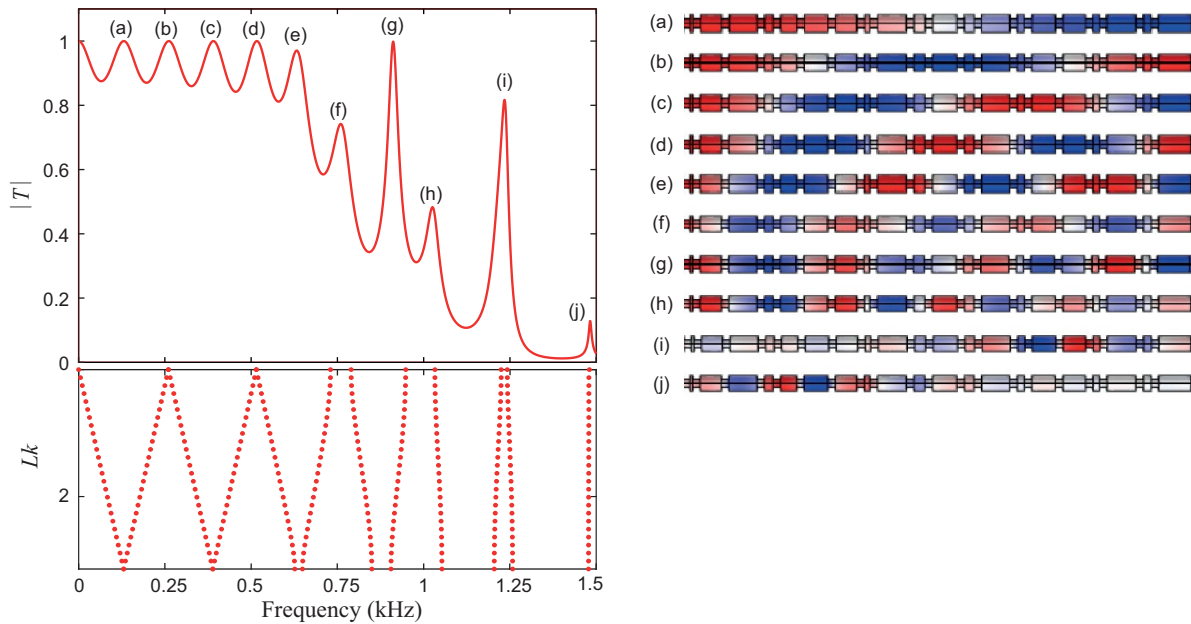 (a)
(b)
(c)
(d)
(e)
(f)
(g)
(h)
(i)
(j)
1
0.8
0.6
0.4
0.2
0
|T|
2
Lk
0
0.25
0.5
0.75
1
1.25
1.5
Frequency (kHz)
(a)
(b)
(c)
(d)
(e)
(f)
(g)
(h)
(i)
(j)